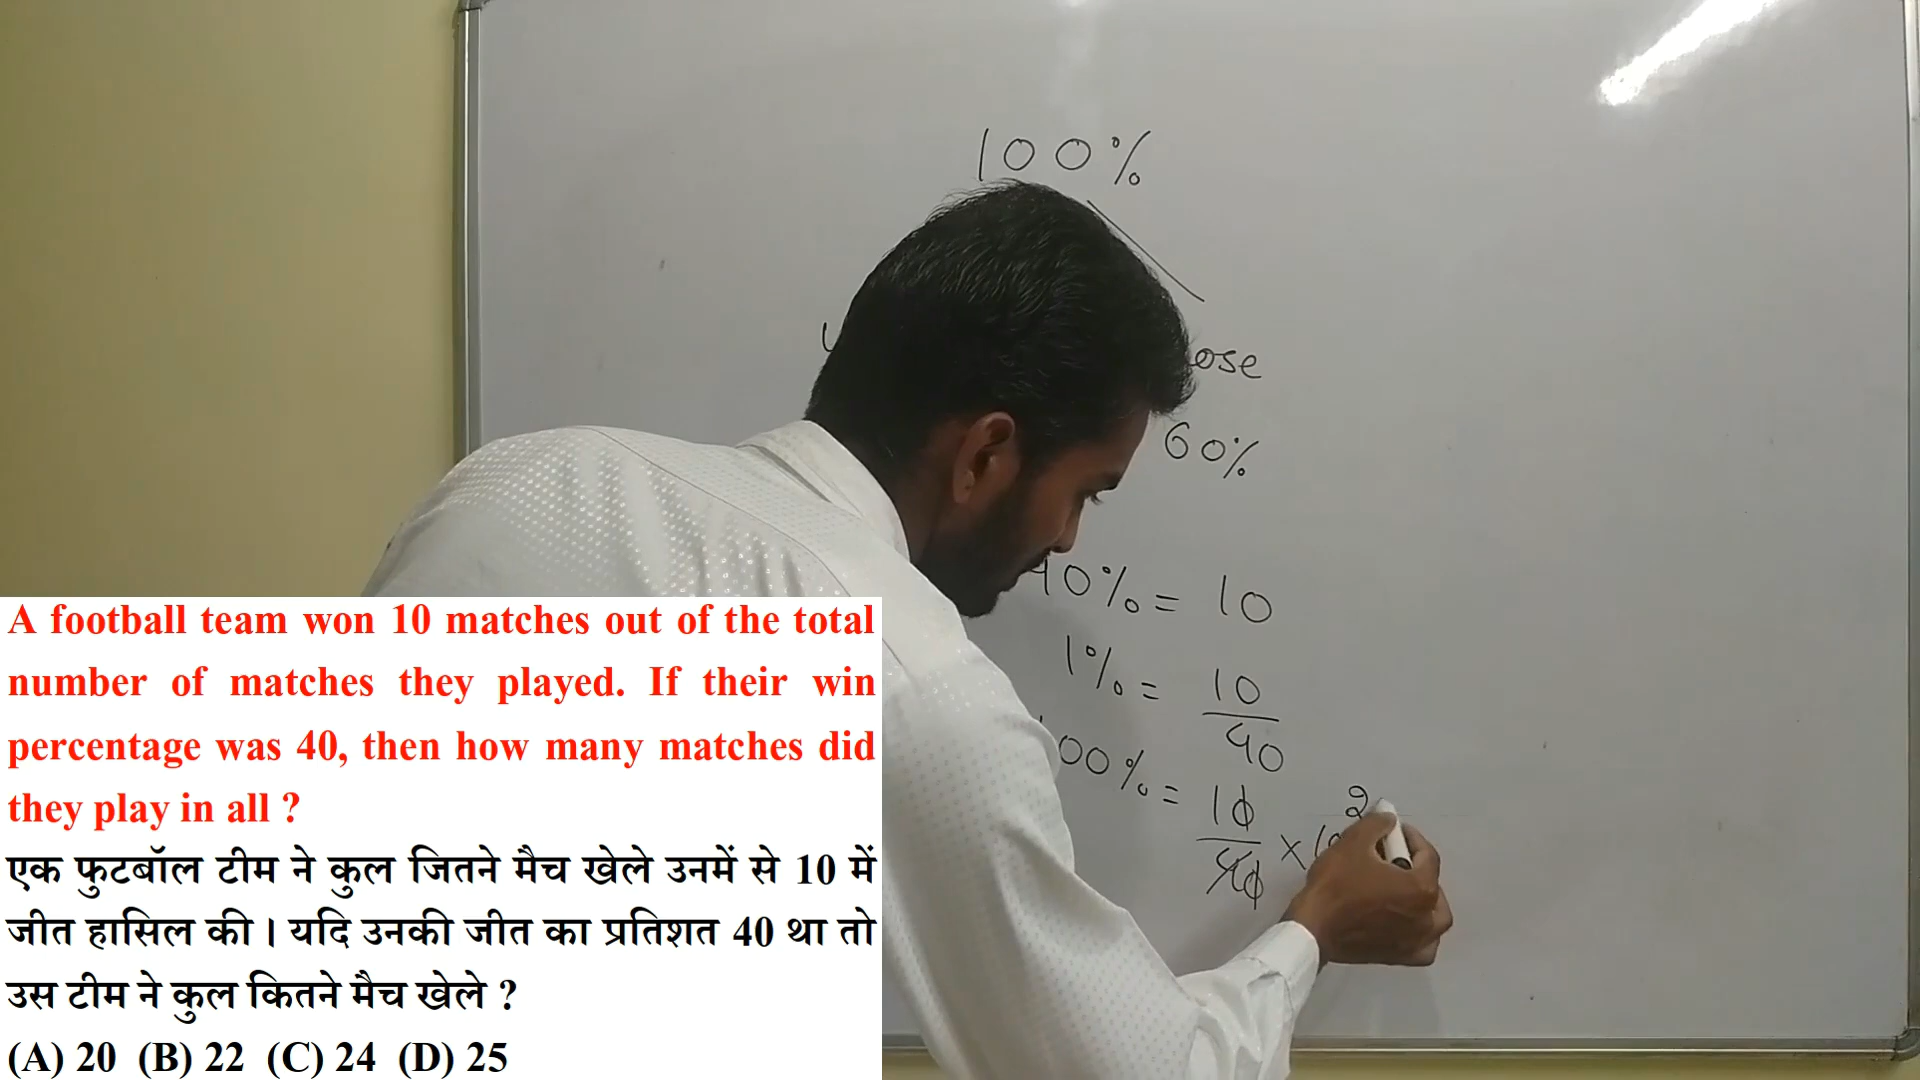 100%
ose
60%
40% = 10
1% = 10/40
00% = 10/40 × 10
2
A football team won 10 matches out of the total
number of matches they played. If their win
percentage was 40, then how many matches did
they play in all ?
एक फुटबॉल टीम ने कुल जितने मैच खेले उनमें से 10 में
जीत हासिल की । यदि उनकी जीत का प्रतिशत 40 था तो
उस टीम ने कुल कितने मैच खेले ?
(A) 20 (B) 22 (C) 24 (D) 25